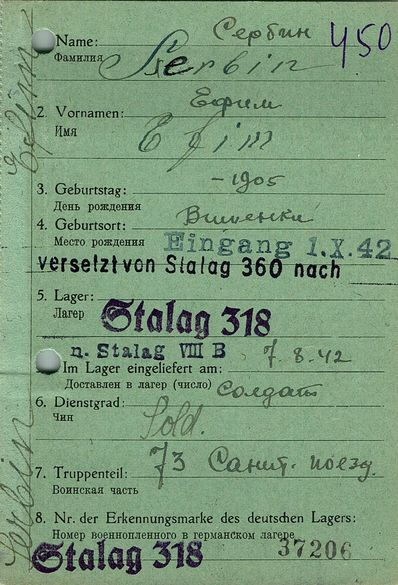 Сербин 450
Name:
Фамилия Serbin
2. Vornamen: Ефим
Имя Efim
3. Geburtstag: -1905
День рождения
4. Geburtsort:
Место рождения Eingang 1.X.42
versetzt von Stalag 360 nach
5. Lager:
Лагерь Stalag 318
n. Stalag VIII B 7.8.42
Im Lager eingeliefert am:
Доставлен в лагерь (число) солдат
6. Dienstgrad:
Чин Sold.
7. Truppenteil: 73 Санит. поезд.
Воинская часть
8. Nr. der Erkennungsmarke des deutschen Lagers:
Номер военнопленного в германском лагере
Stalag 318 37206
Serbin Efim